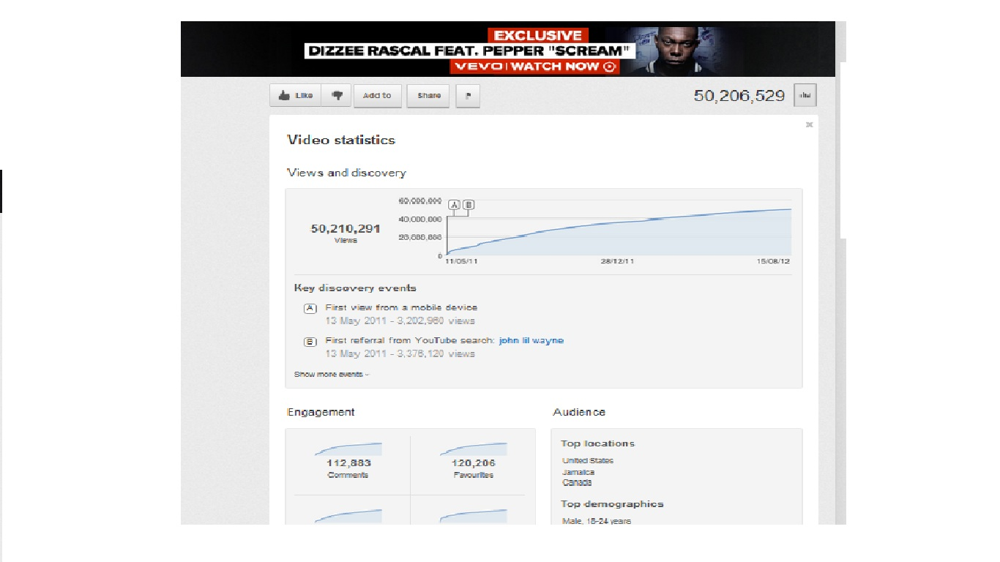 EXCLUSIVE
DIZZEE RASCAL FEAT. PEPPER "SCREAM"
VEVO | WATCH NOW
Like
Add to
Share
50,206,529
Video statistics
Views and discovery
50,210,291
Views
60,000,000
40,000,000
20,000,000
0
A B
11/05/11 28/12/11 15/08/12
Key discovery events
A First view from a mobile device
13 May 2011 - 3,202,960 views
B First referral from YouTube search: john lil wayne
13 May 2011 - 3,378,120 views
Show more events
Engagement
112,883
Comments
120,206
Favourites
Audience
Top locations
United States
Jamaica
Canada
Top demographics
Male, 18-24 years